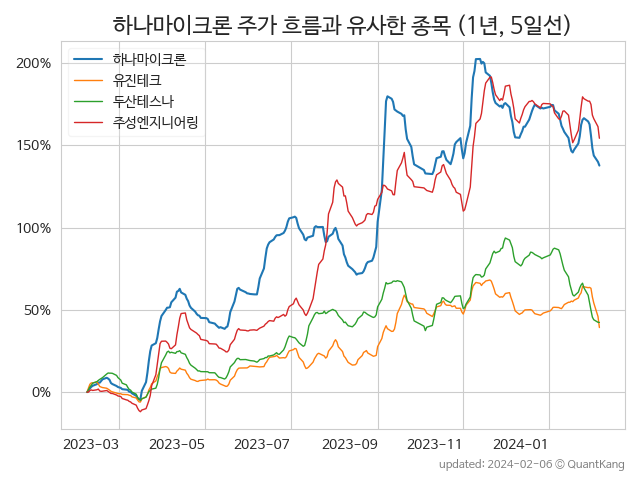 하나마이크론 주가 흐름과 유사한 종목 (1년, 5일선)
하나마이크론
유진테크
두산테스나
주성엔지니어링
200%
150%
100%
50%
0%
2023-03 2023-05 2023-07 2023-09 2023-11 2024-01
updated: 2024-02-06 © QuantKang